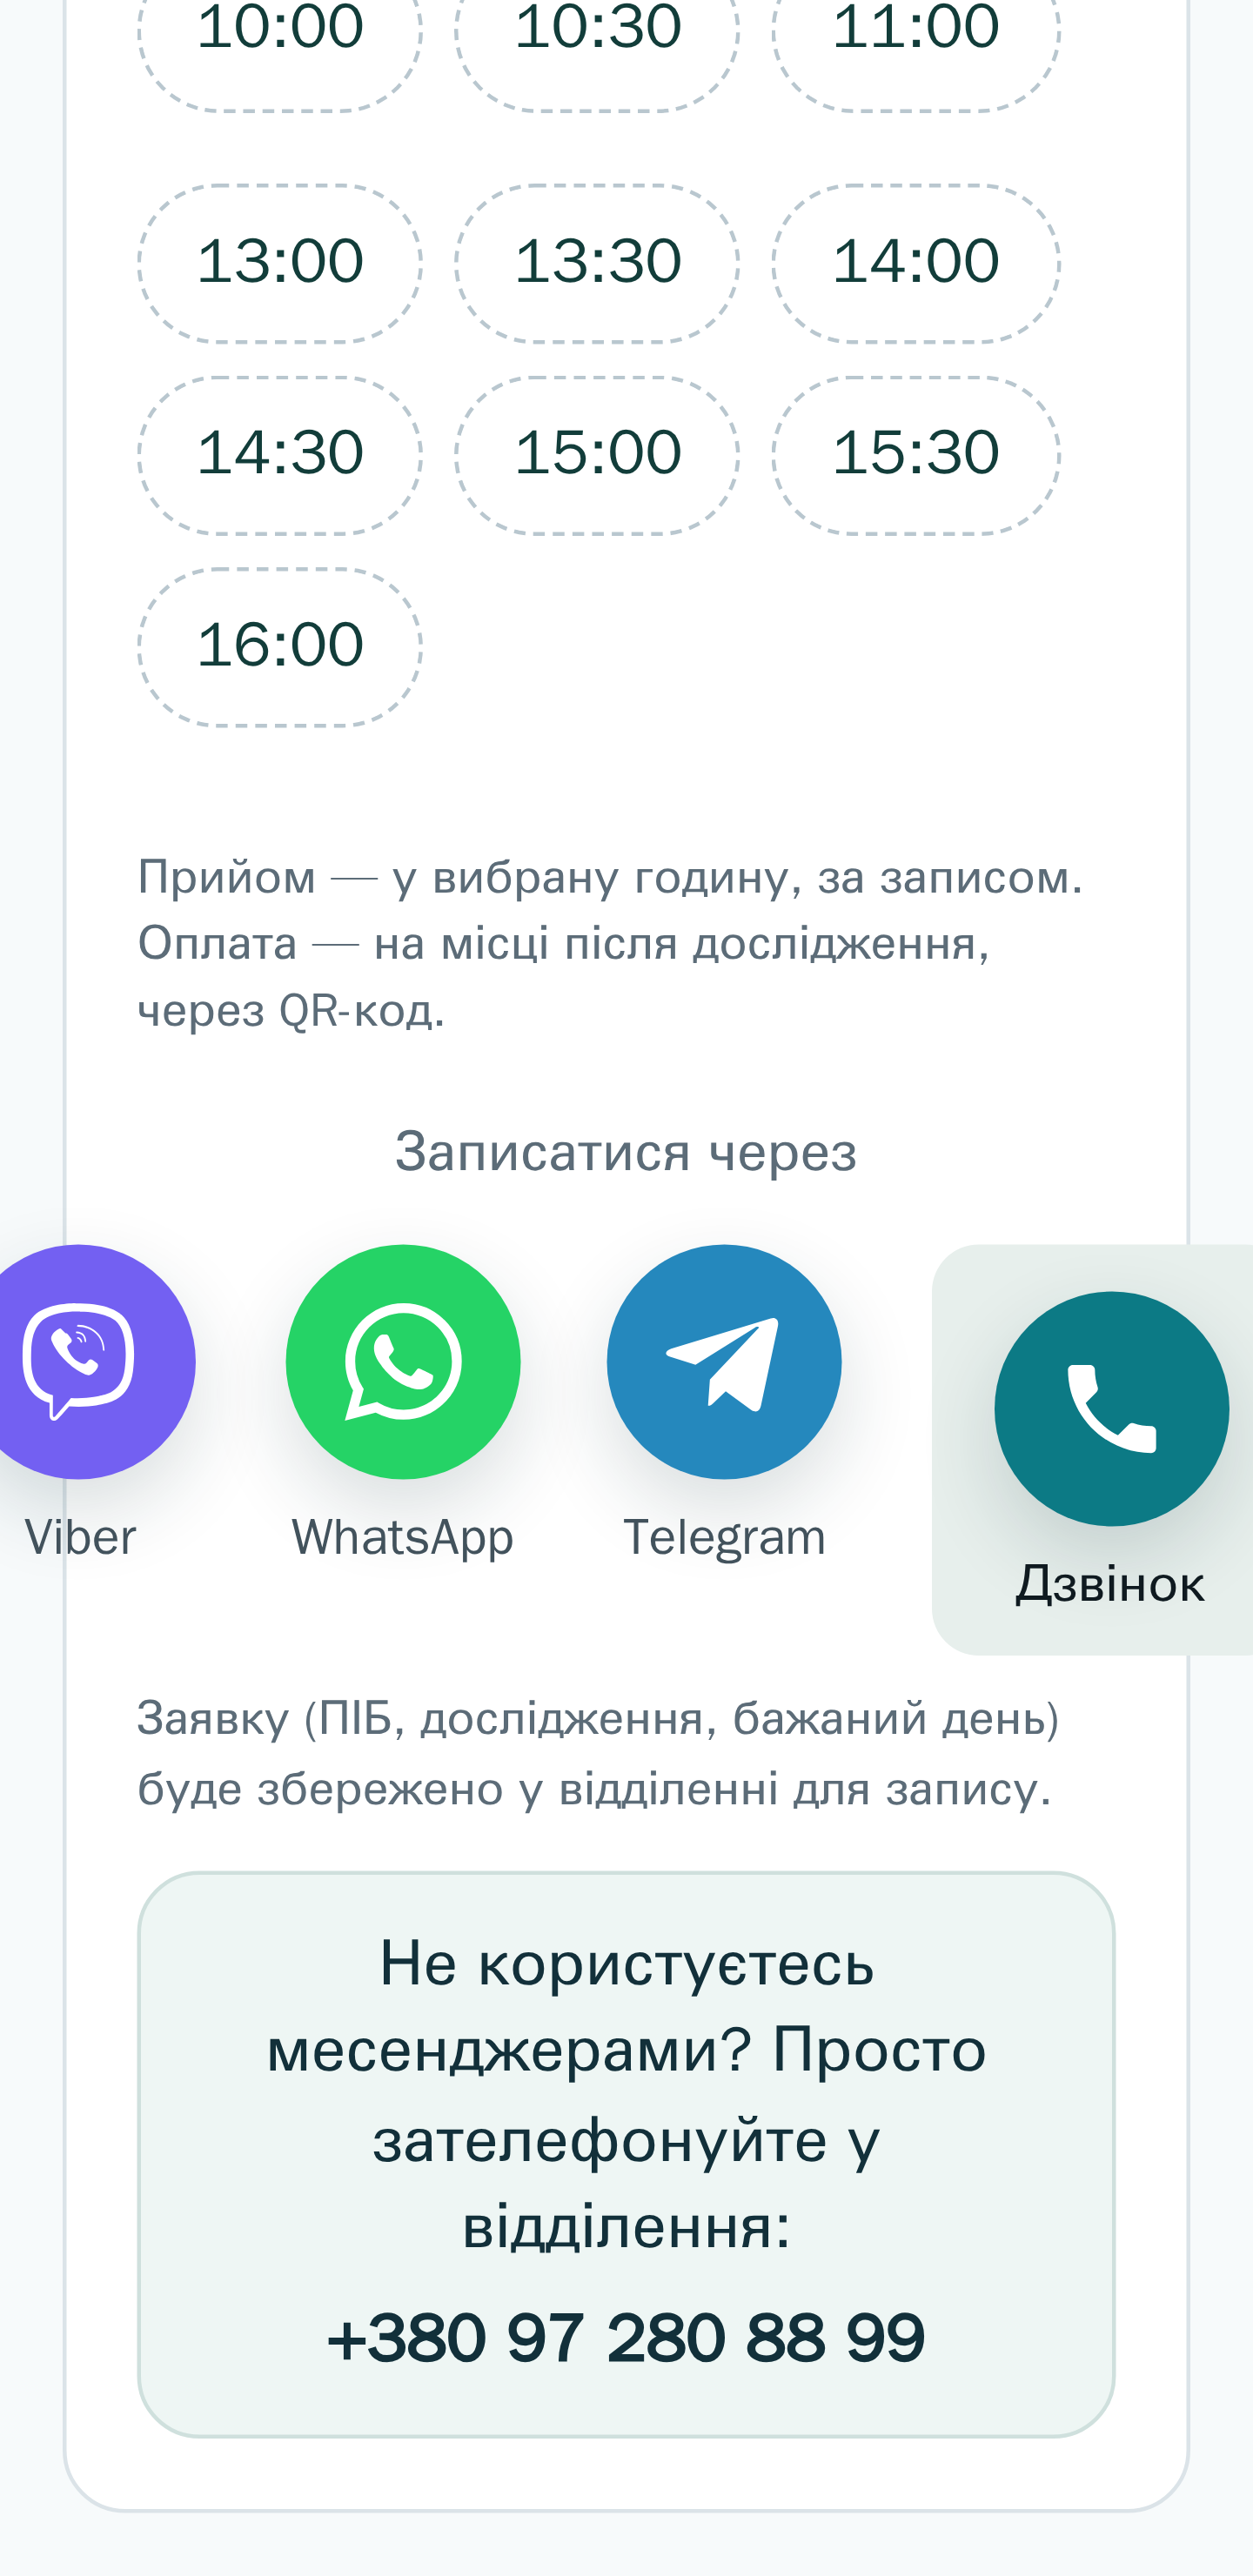 10:00 10:30 11:00
13:00 13:30 14:00
14:30 15:00 15:30
16:00
Прийом — у вибрану годину, за записом.
Оплата — на місці після дослідження,
через QR-код.
Записатися через
Viber WhatsApp Telegram Дзвінок
Заявку (ПІБ, дослідження, бажаний день)
буде збережено у відділенні для запису.
Не користуєтесь
месенджерами? Просто
зателефонуйте у
відділення:
+380 97 280 88 99